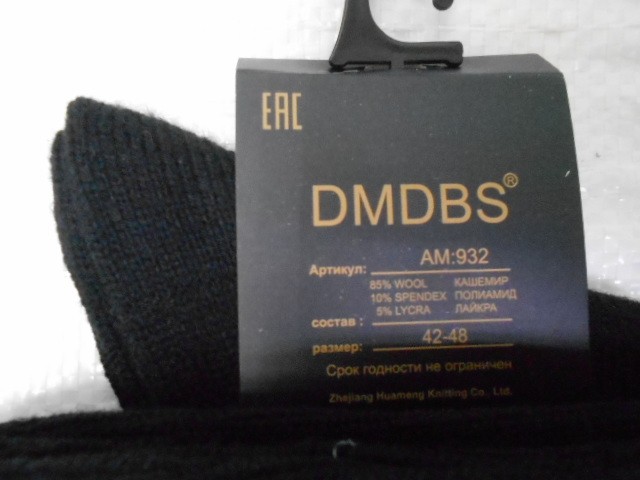 EAC
DMDBS®
Артикул: AM:932
85% WOOL КАШЕМИР
10% SPENDEX ПОЛИАМИД
5% LYCRA ЛАЙКРА
состав :
размер: 42-48
Срок годности не ограничен
Zhejiang Huameng Knitting Co., Ltd.